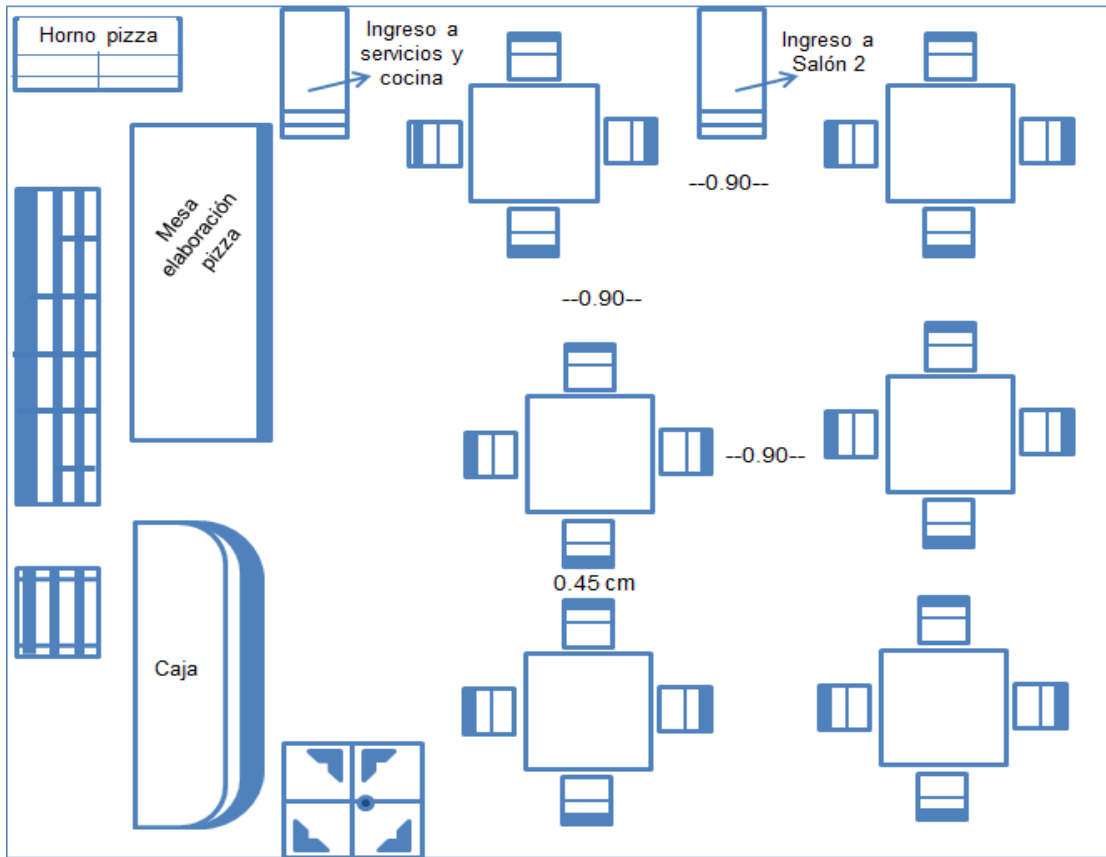 Horno pizza
Ingreso a
servicios y
cocina
Ingreso a
Salón 2
--0.90--
Mesa
elaboración
pizza
--0.90--
--0.90--
0.45 cm
Caja